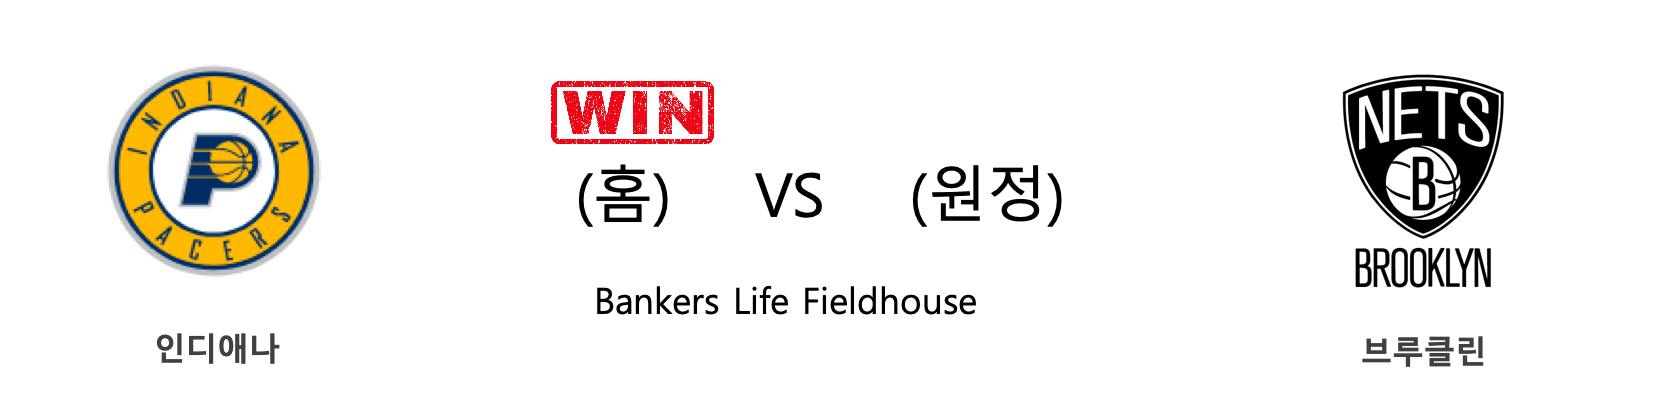 INDIANA
PACERS
WIN
(홈) VS (원정)
Bankers Life Fieldhouse
인디애나
NETS
B
BROOKLYN
브루클린